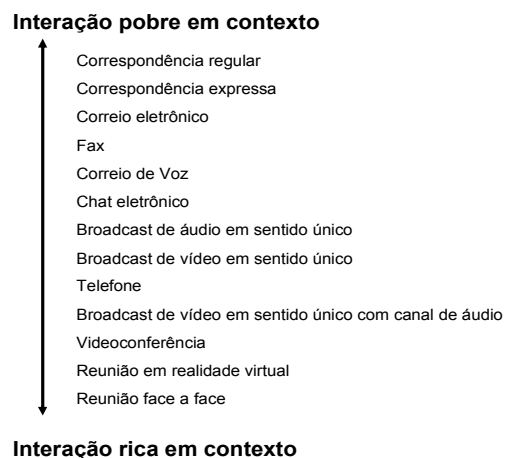 Interação pobre em contexto
Correspondência regular
Correspondência expressa
Correio eletrônico
Fax
Correio de Voz
Chat eletrônico
Broadcast de áudio em sentido único
Broadcast de vídeo em sentido único
Telefone
Broadcast de vídeo em sentido único com canal de áudio
Videoconferência
Reunião em realidade virtual
Reunião face a face
Interação rica em contexto